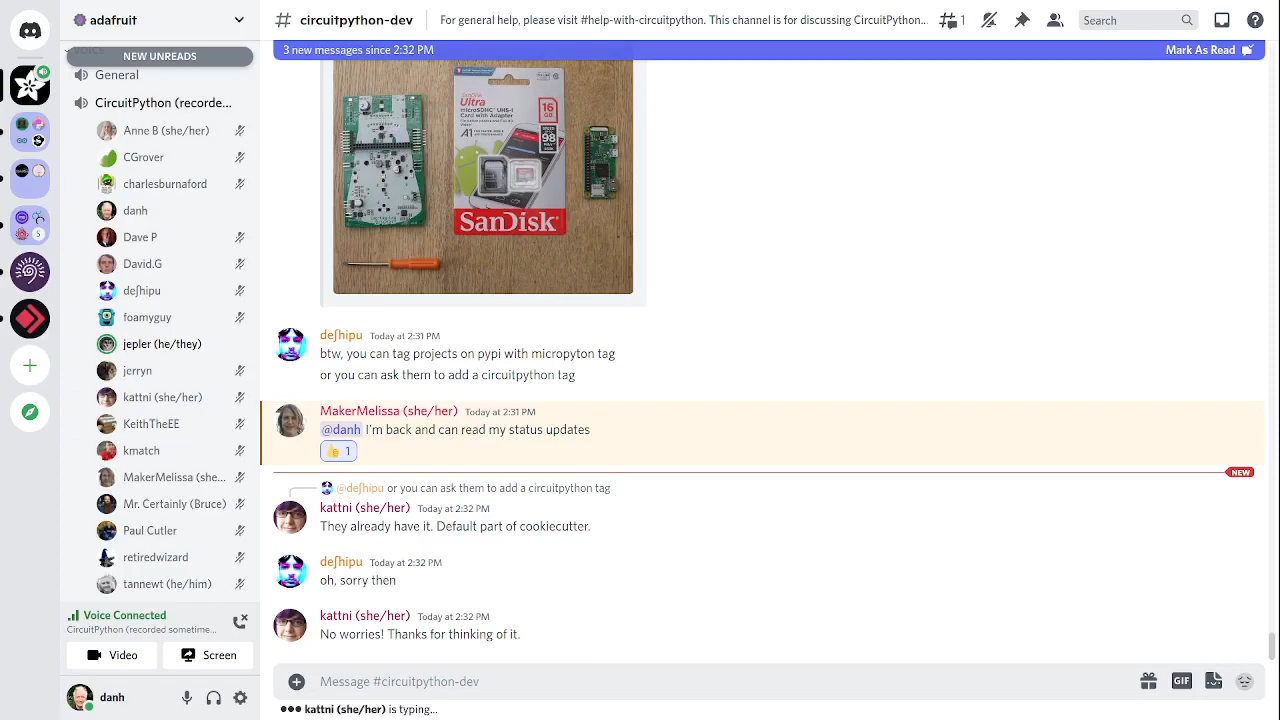 adafruit
# circuitpython-dev
For general help, please visit #help-with-circuitpython. This channel is for discussing CircuitPython...
1
Search
VOICE
NEW UNREADS
3 new messages since 2:32 PM
Mark As Read
General
CircuitPython (recorde...
Anne B (she/her)
CGrover
charlesburnaford
danh
Dave P
David.G
deʃhipu
foamyguy
jepler (he/they)
jerryn
kattni (she/her)
KeithTheEE
kmatch
MakerMelissa (she...
Mr. Certainly (Bruce)
Paul Cutler
retiredwizard
tannewt (he/him)
Voice Connected
CircuitPython (recorded sometime...
Video
Screen
danh
SanDisk
Ultra
microSDHC UHS-I
Card with Adapter
A1
16
GB
98
SanDisk
deʃhipu Today at 2:31 PM
btw, you can tag projects on pypi with micropyton tag
or you can ask them to add a circuitpython tag
MakerMelissa (she/her) Today at 2:31 PM
@danh I'm back and can read my status updates
👍 1
NEW
@deʃhipu or you can ask them to add a circuitpython tag
kattni (she/her) Today at 2:32 PM
They already have it. Default part of cookiecutter.
deʃhipu Today at 2:32 PM
oh, sorry then
kattni (she/her) Today at 2:32 PM
No worries! Thanks for thinking of it.
Message #circuitpython-dev
GIF
kattni (she/her) is typing...